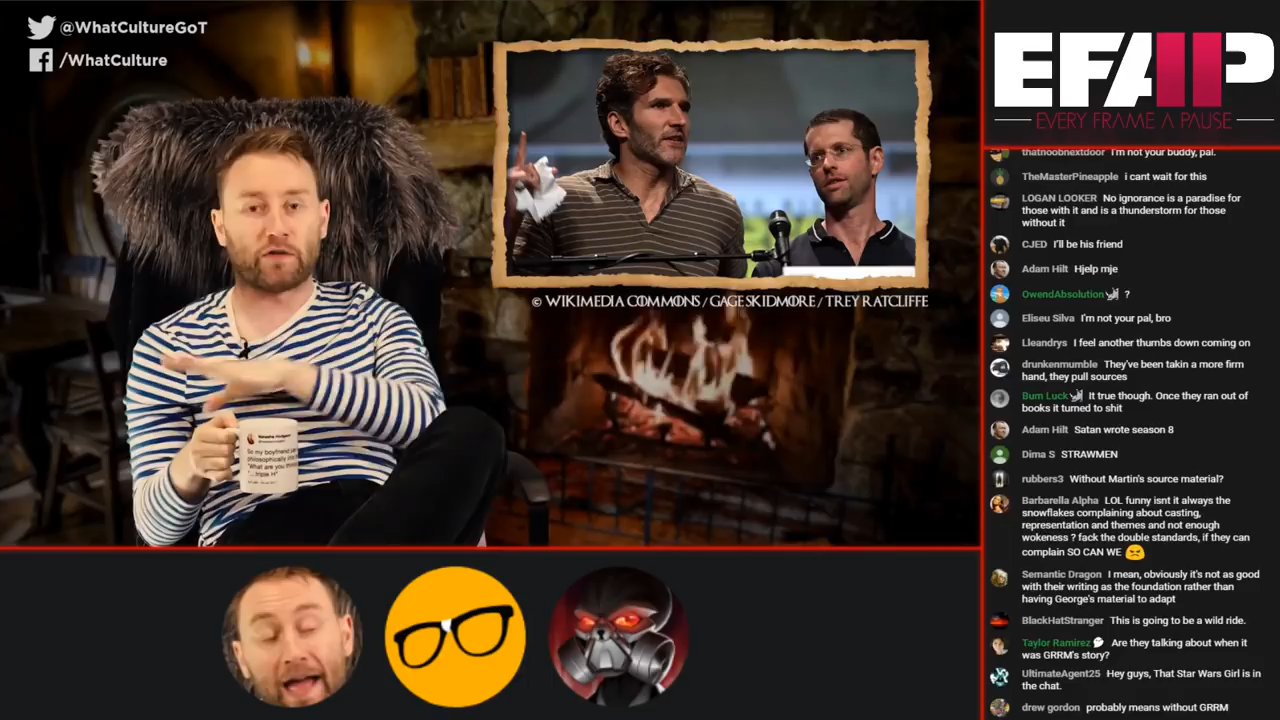 @WhatCultureGoT
/WhatCulture
© WIKIMEDIA COMMONS / GAGE SKIDMORE / TREY RATCLIFFE
So my boyfriend
philosophically
"What are you
EFAP
EVERY FRAME A PAUSE
thatnoobnextdoor I'm not your buddy, pal.
TheMasterPineapple i cant wait for this
LOGAN LOOKER No ignorance is a paradise for
those with it and is a thunderstorm for those
without it
CJED I'll be his friend
Adam Hilt Hjelp mje
OwendAbsolution ?
Eliseu Silva I'm not your pal, bro
Lleandrys I feel another thumbs down coming on
drunkenmumble They've been takin a more firm
hand, they pull sources
Bum Luck It true though. Once they ran out of
books it turned to shit
Adam Hilt Satan wrote season 8
Dima S STRAWMEN
rubbers3 Without Martin's source material?
Barbarella Alpha LOL funny isnt it always the
snowflakes complaining about casting,
representation and themes and not enough
wokeness ? fack the double standards, if they can
complain SO CAN WE
Semantic Dragon I mean, obviously it's not as good
with their writing as the foundation rather than
having George's material to adapt
BlackHatStranger This is going to be a wild ride.
Taylor Ramirez Are they talking about when it
was GRRM's story?
UltimateAgent25 Hey guys, That Star Wars Girl is in
the chat.
drew gordon probably means without GRRM